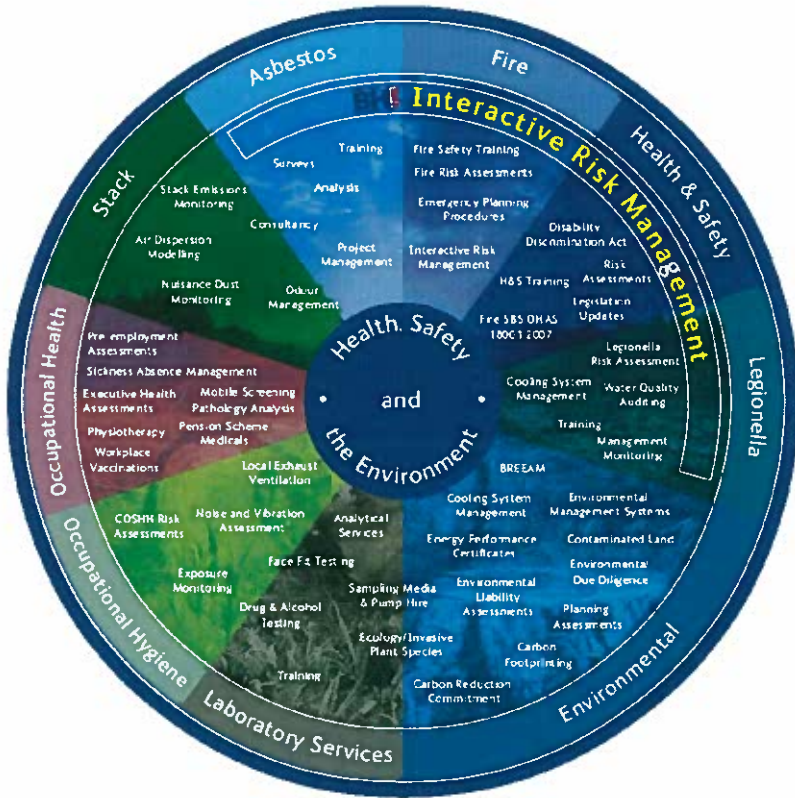 Asbestos
Fire
Health & Safety
Legionella
Environmental
Laboratory Services
Occupational Hygiene
Occupational Health
Stack
Interactive Risk Management
Health. Safety
and
the Environment
Training
Surveys
Analysis
Consultancy
Project
Management
Fire Safety Training
Fire Risk Assessments
Emergency Planning
Procedures
Interactive Risk
Management
Disability
Discrimination Act
Risk
Assessments
H&S Training
Legislation
Updates
Fire SBS OHAS
18001 2007
Legionella
Risk Assessment
Cooling System
Management
Water Quality
Auditing
Training
Management
Monitoring
BREEAM
Cooling System
Management
Environmental
Management Systems
Energy Performance
Certificates
Contaminated Land
Environmental
Due Diligence
Environmental
Liability
Assessments
Planning
Assessments
Carbon
Footprinting
Carbon Reduction
Commitment
Analytical
Services
Face Fit Testing
Sampling Media
& Pump Hire
Drug & Alcohol
Testing
Ecology/Invasive
Plant Species
Training
Local Exhaust
Ventilation
COSHH Risk
Assessments
Noise and Vibration
Assessment
Exposure
Monitoring
Pre-employment
Assessments
Sickness Absence Management
Executive Health
Assessments
Mobile Screening
Pathology Analysis
Physiotherapy
Pension Scheme
Medicals
Workplace
Vaccinations
Stack Emissions
Monitoring
Air Dispersion
Modelling
Nuisance Dust
Monitoring
Odour
Management